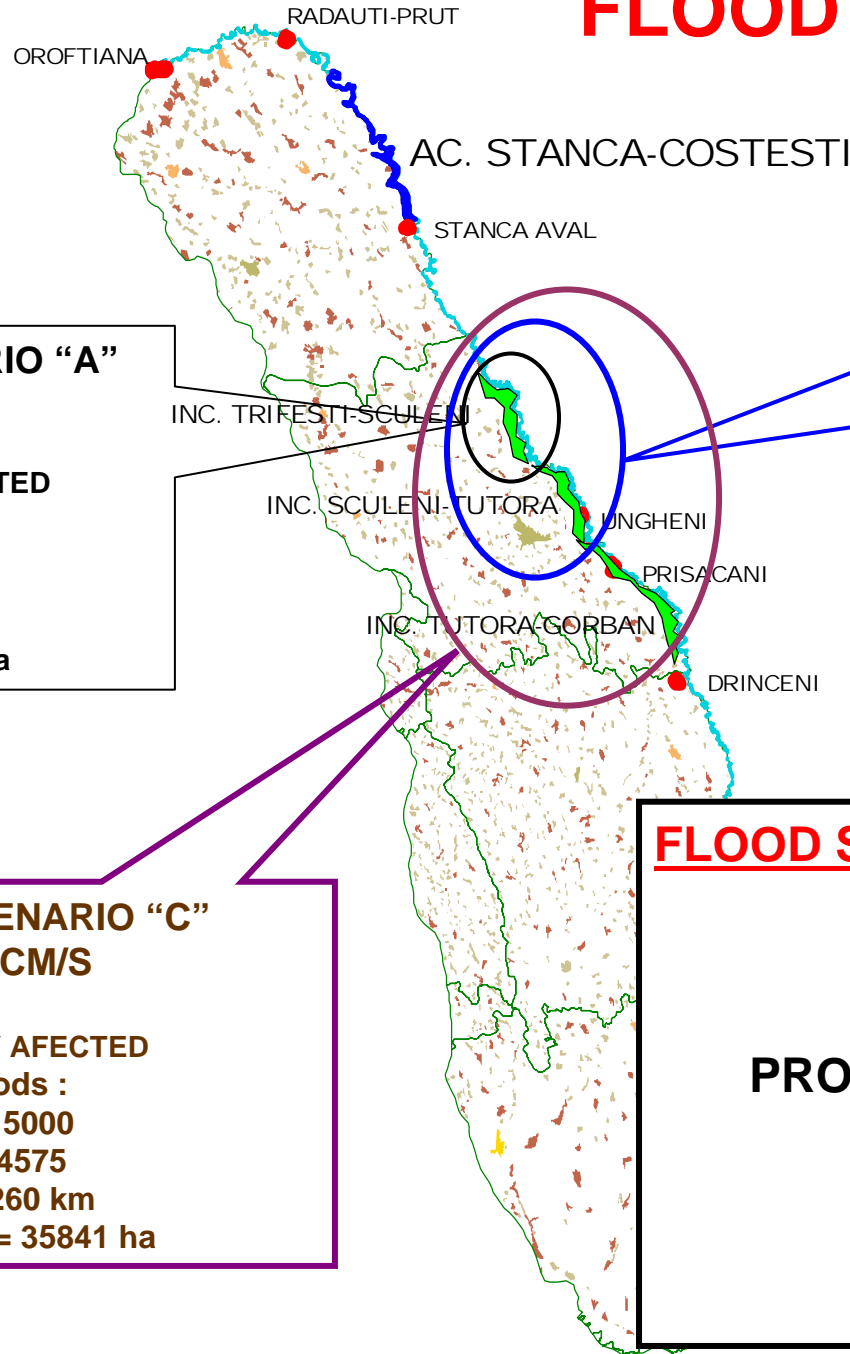 FLOOD
RADAUTI-PRUT
OROFTIANA
AC. STANCA-COSTESTI
STANCA AVAL
RIO “A”
INC. TRIFESTI-SCULENI
TED
INC. SCULENI-TUTORA
UNGHENI
PRISACANI
INC. TUTORA-GORBAN
a
DRINCENI
FLOOD S
ENARIO “C”
CM/S
AFECTED
ods :
5000
4575
260 km
= 35841 ha
PRO